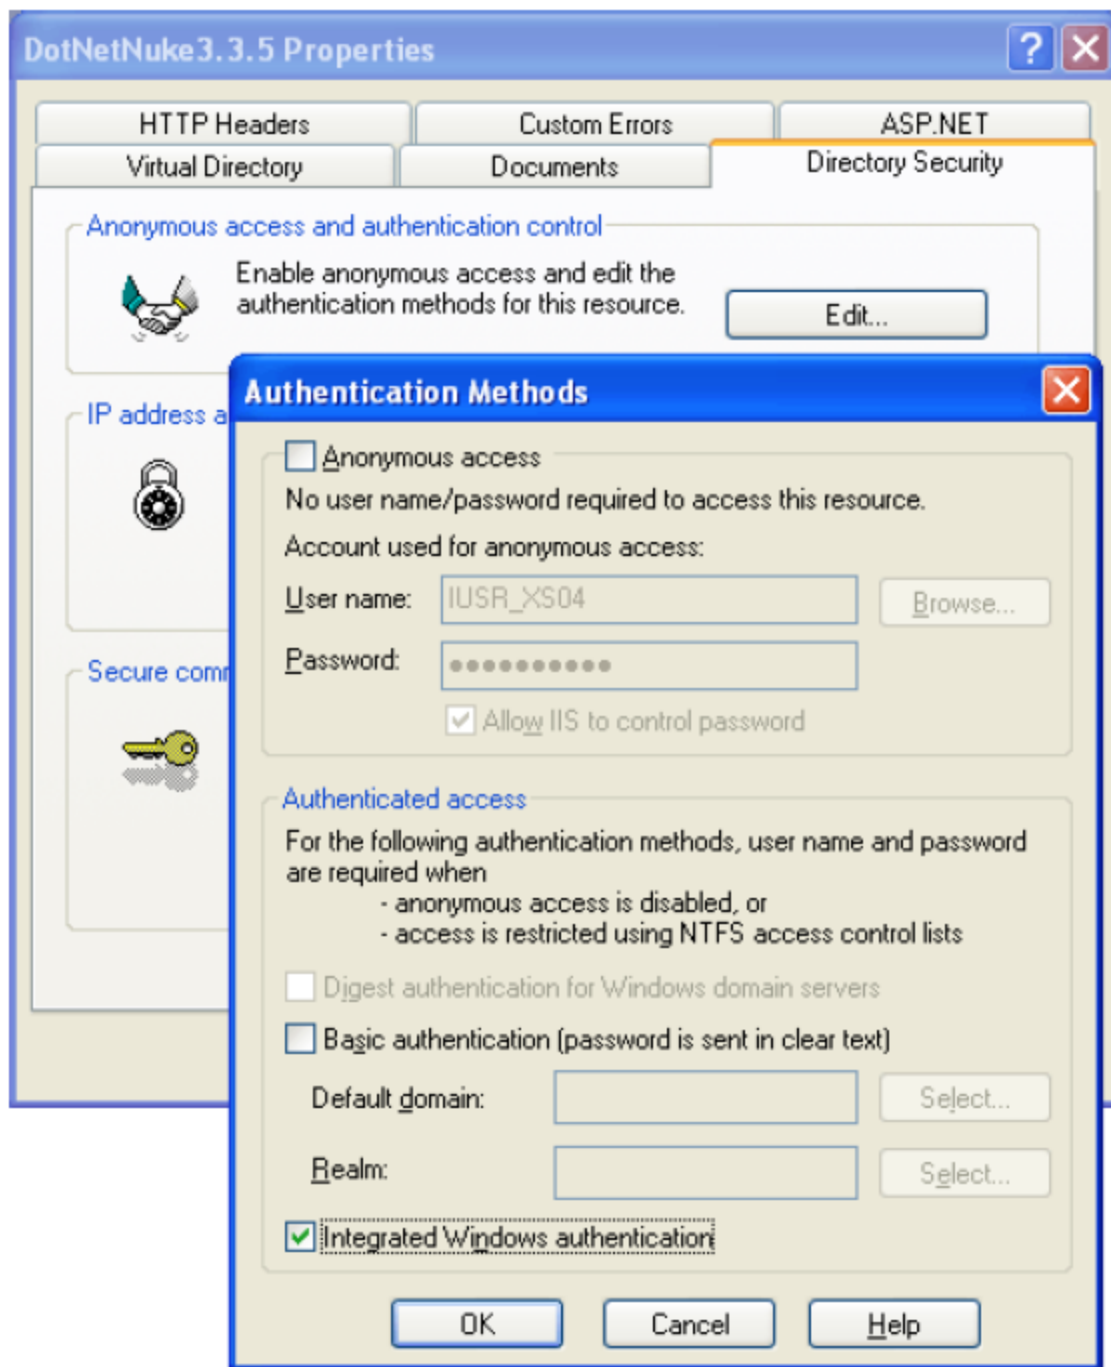 DotNetNuke3.3.5 Properties
HTTP Headers
Custom Errors
ASP.NET
Virtual Directory
Documents
Directory Security
Anonymous access and authentication control
Enable anonymous access and edit the
authentication methods for this resource.
Edit...
IP address a
Secure com
Authentication Methods
Anonymous access
No user name/password required to access this resource.
Account used for anonymous access:
User name:
IUSR_XS04
Browse...
Password:
●●●●●●●●●●
Allow IIS to control password
Authenticated access
For the following authentication methods, user name and password
are required when
- anonymous access is disabled, or
- access is restricted using NTFS access control lists
Digest authentication for Windows domain servers
Basic authentication (password is sent in clear text)
Default domain:
Select...
Realm:
Select...
Integrated Windows authentication
OK
Cancel
Help